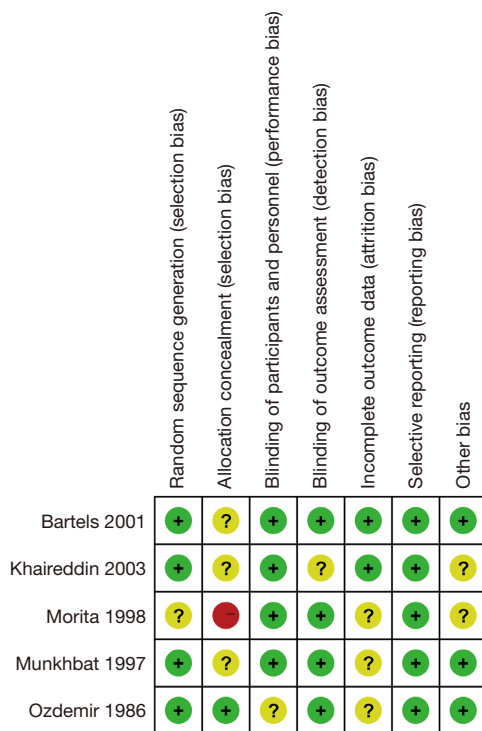 Random sequence generation (selection bias)
Allocation concealment (selection bias)
Blinding of participants and personnel (performance bias)
Blinding of outcome assessment (detection bias)
Incomplete outcome data (attrition bias)
Selective reporting (reporting bias)
Other bias
Bartels 2001 + ? + + + + +
Khaireddin 2003 + ? + ? + + ?
Morita 1998 ? – + + ? + ?
Munkhbat 1997 + ? + + ? + +
Ozdemir 1986 + + ? + ? + +